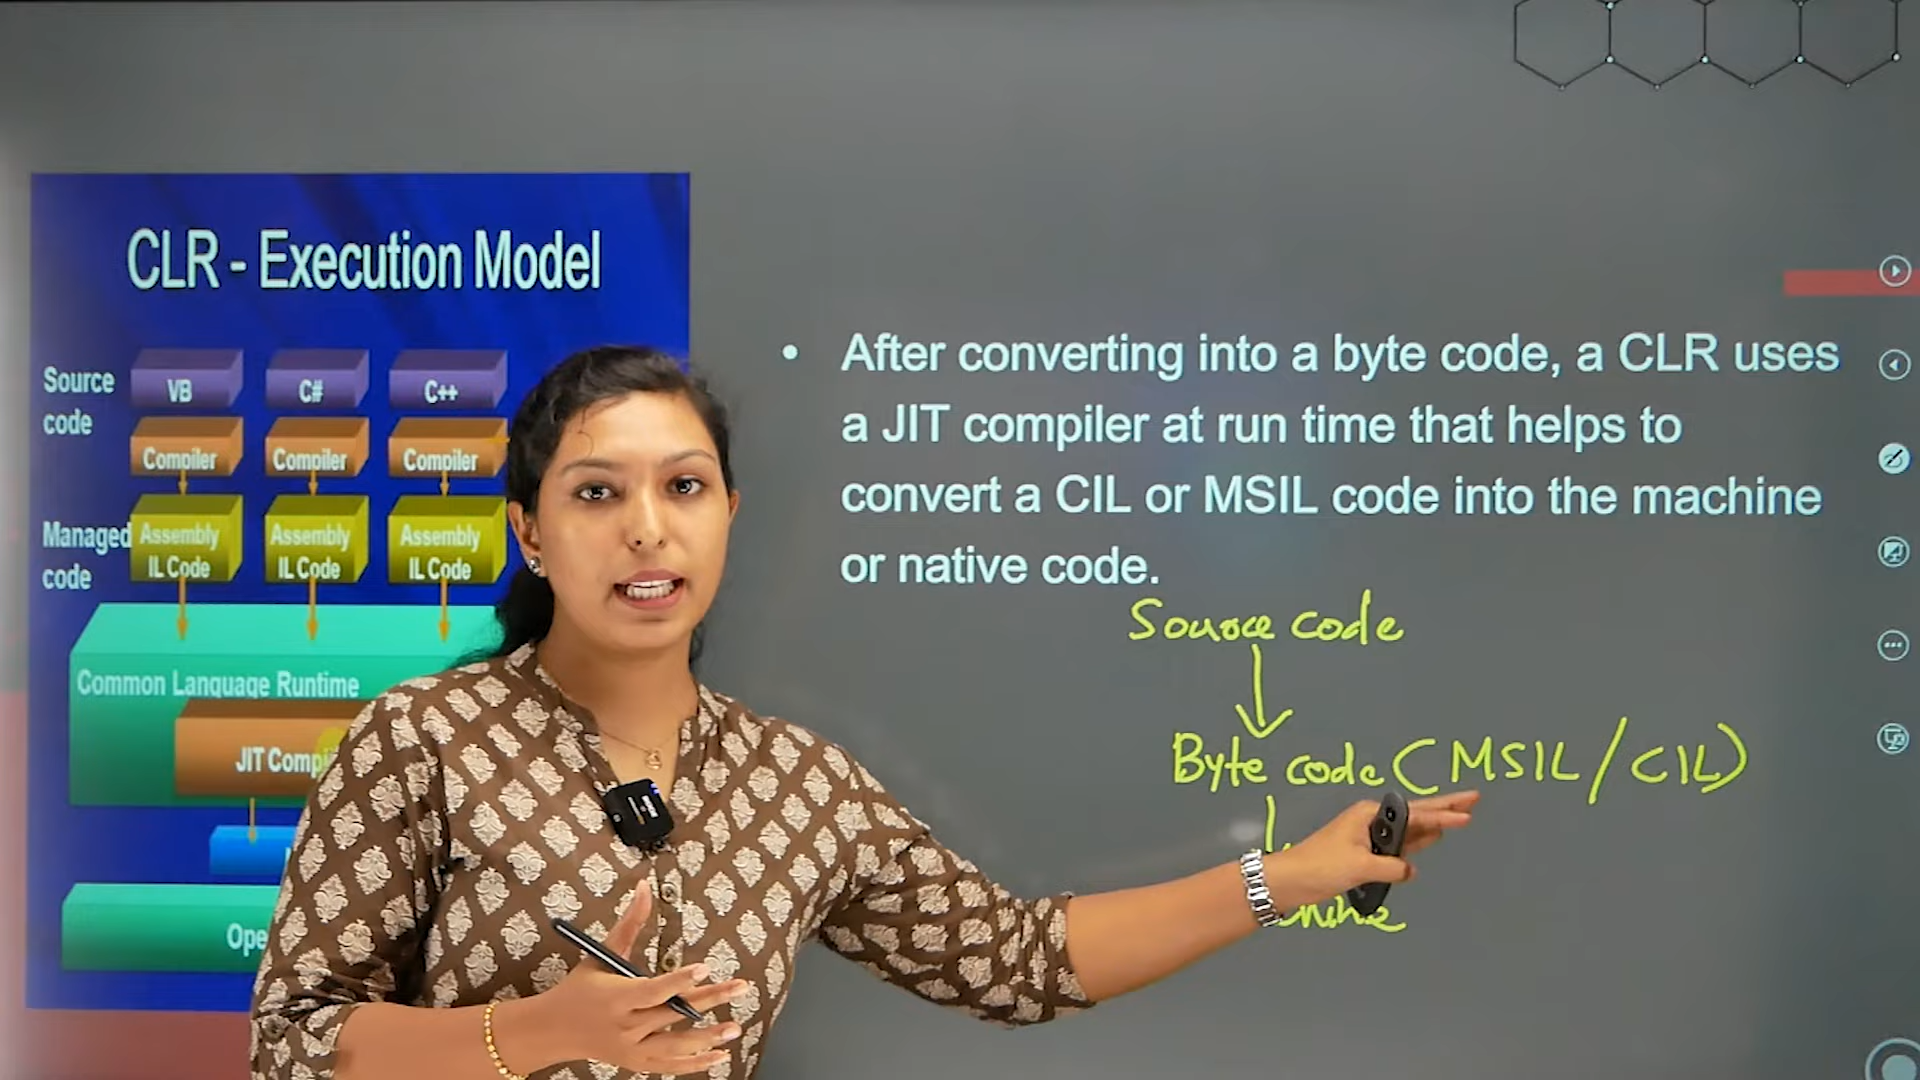 CLR - Execution Model
Source
code
VB
C#
C++
Compiler
Compiler
Compiler
Managed
code
Assembly
IL Code
Assembly
IL Code
Assembly
IL Code
Common Language Runtime
JIT
• After converting into a byte code, a CLR uses
a JIT compiler at run time that helps to
convert a CIL or MSIL code into the machine
or native code.
Source code
Byte code (MSIL / CIL)